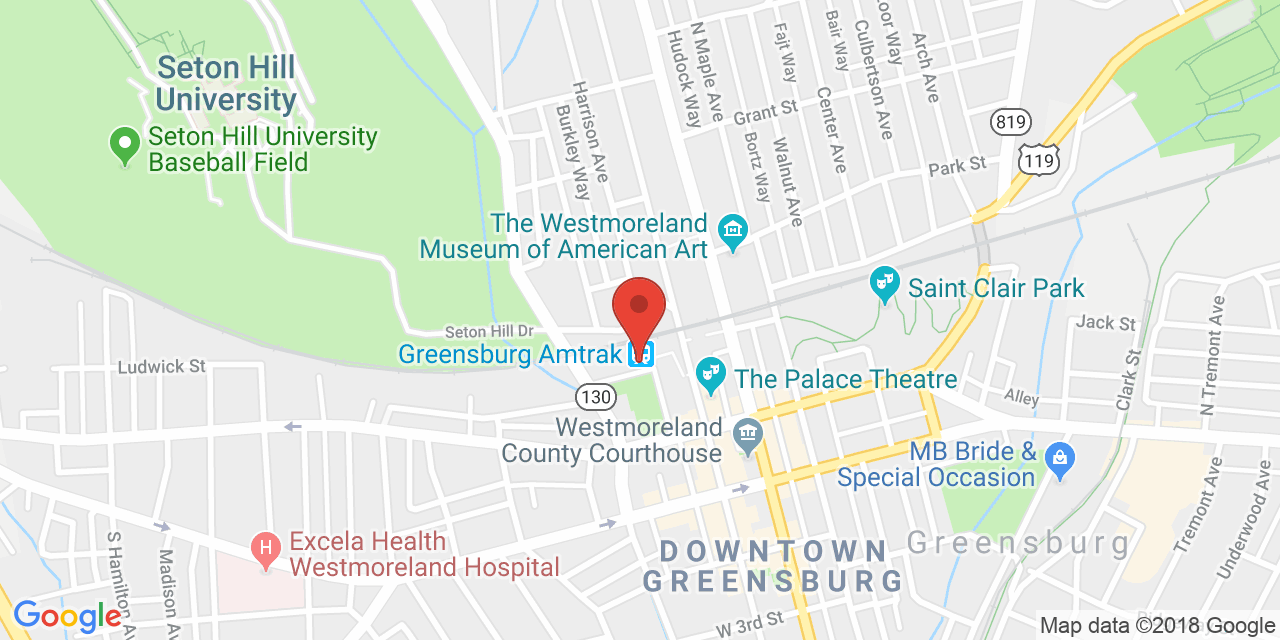 N Maple Ave
Hudock Way
Fajt Way
Bair Way
Culbertson Ave
Loor Way
Arch Ave
Seton Hill
University
Seton Hill University
Baseball Field
Harrison Ave
Burkley Way
Grant St
Center Ave
Bortz Way
Walnut Ave
819
119
Park St
The Westmoreland
Museum of American Art
Saint Clair Park
Seton Hill Dr
Jack St
Greensburg Amtrak
Ludwick St
The Palace Theatre
130
Alley
Clark St
N Tremont Ave
Westmoreland
County Courthouse
MB Bride &
Special Occasion
Tremont Ave
Underwood Ave
S Hamilton Ave
Madison Av
H
Excela Health
Westmoreland Hospital
DOWNTOWN
GREENSBURG
Greensburg
W 3rd St
Google
Map data ©2018 Google